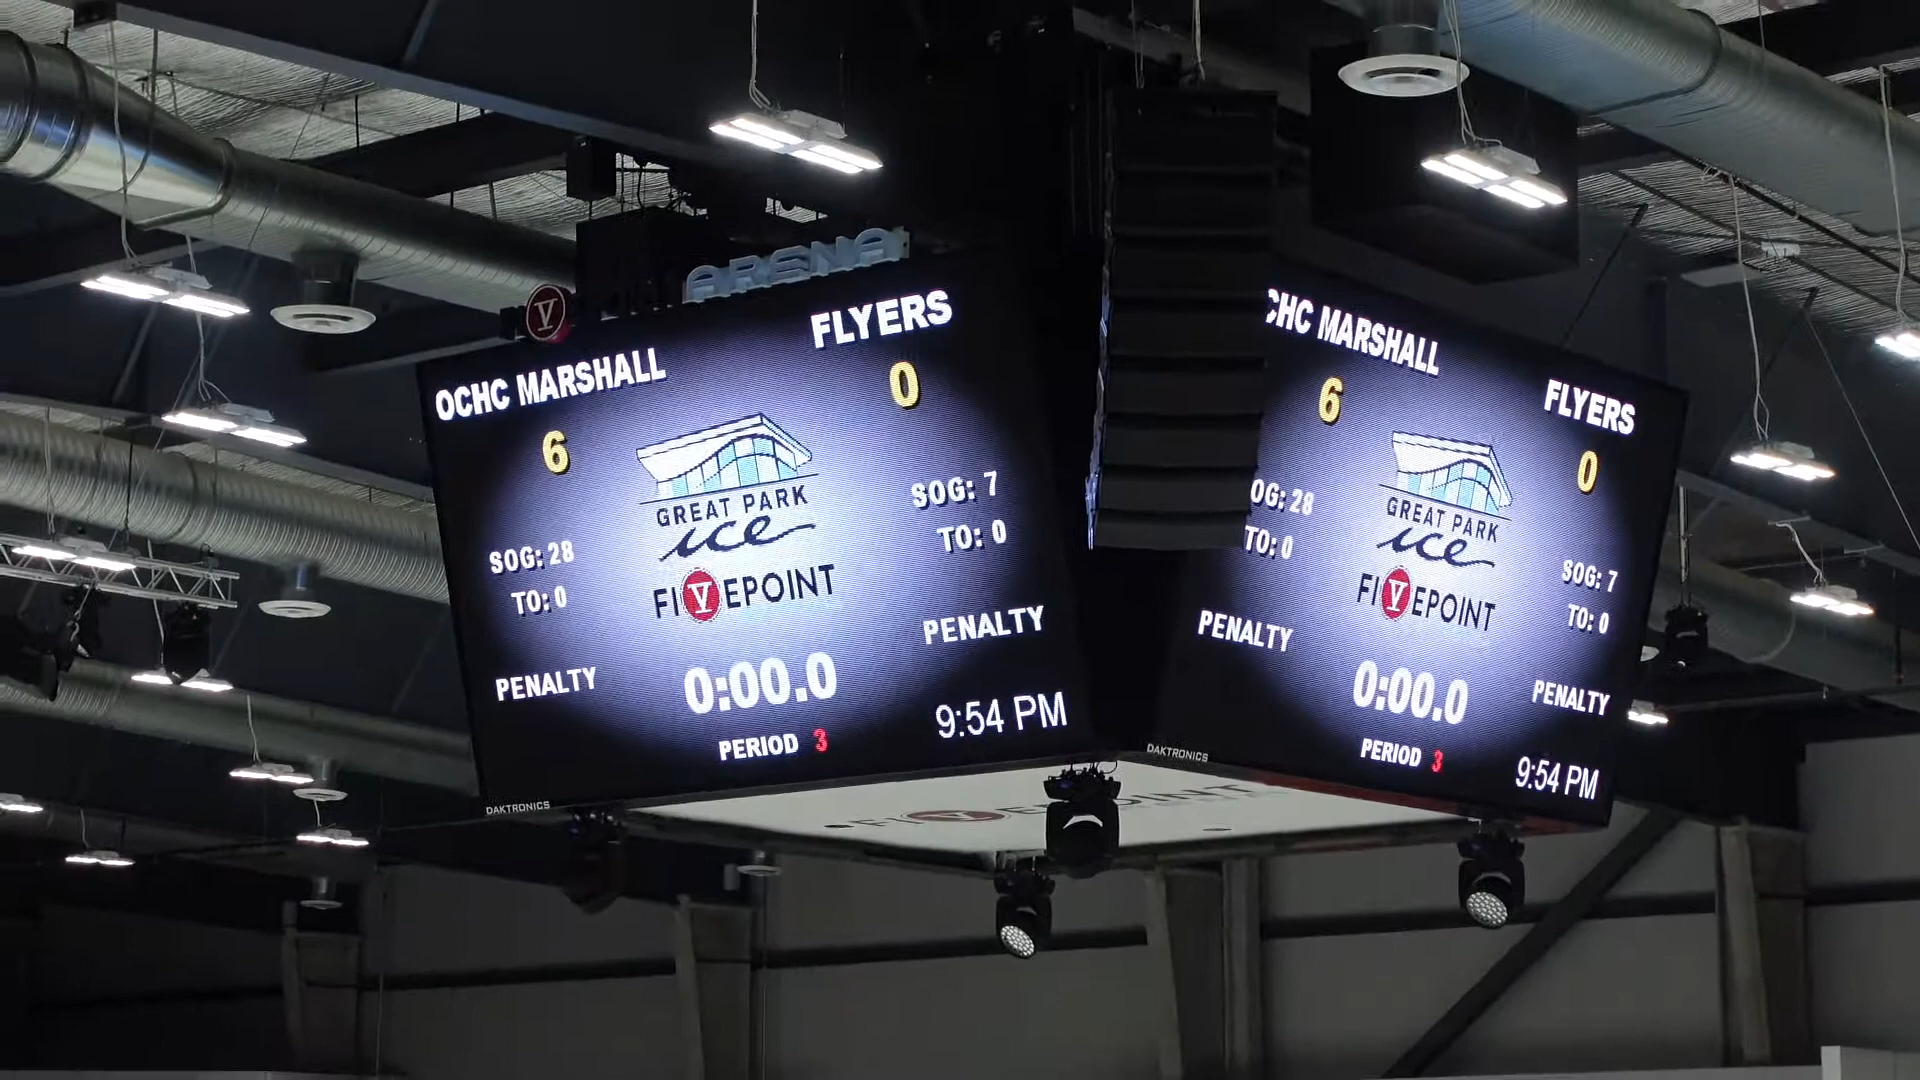 ARENA
V
OCHC MARSHALL
FLYERS
6
0
GREAT PARK
ice
FIVEPOINT
SOG: 28
SOG: 7
TO: 0
TO: 0
PENALTY
PENALTY
0:00.0
PERIOD 3
9:54 PM
DAKTRONICS
CHC MARSHALL
FLYERS
6
0
GREAT PARK
ice
FIVEPOINT
OG: 28
SOG: 7
TO: 0
TO: 0
PENALTY
PENALTY
0:00.0
PERIOD 3
9:54 PM
DAKTRONICS
FIVEPOINT